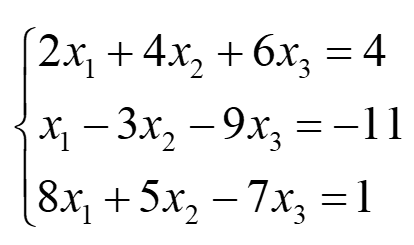 2x₁ + 4x₂ + 6x₃ = 4
x₁ − 3x₂ − 9x₃ = −11
8x₁ + 5x₂ − 7x₃ = 1